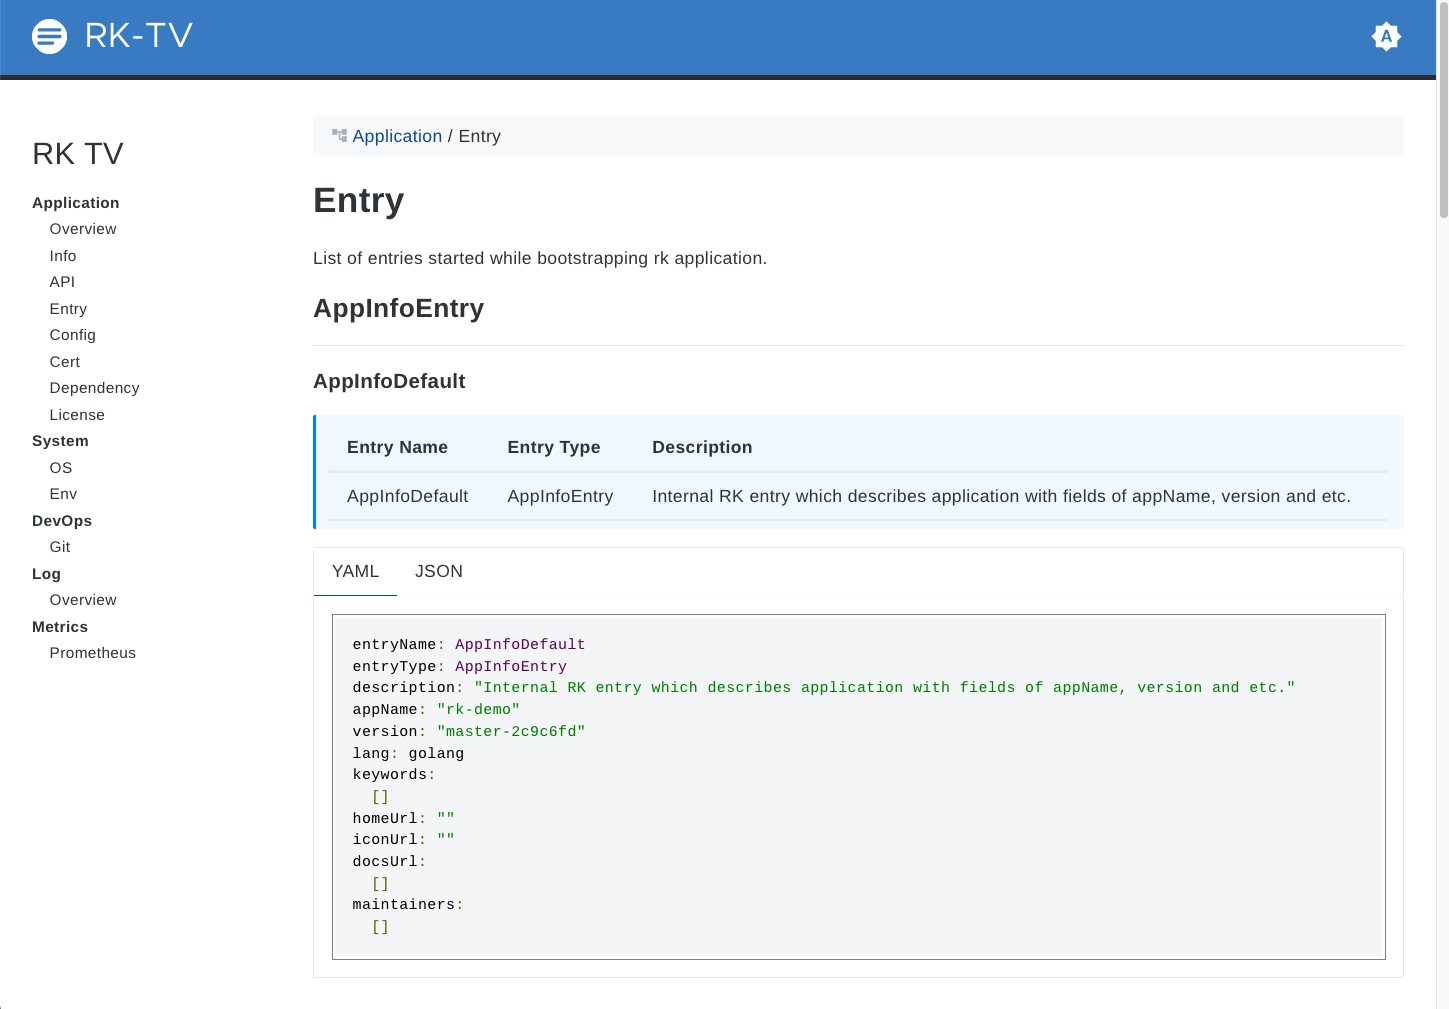 RK-TV
A
RK TV
Application
Overview
Info
API
Entry
Config
Cert
Dependency
License
System
OS
Env
DevOps
Git
Log
Overview
Metrics
Prometheus
Application / Entry
Entry
List of entries started while bootstrapping rk application.
AppInfoEntry
AppInfoDefault
Entry Name Entry Type Description
AppInfoDefault AppInfoEntry Internal RK entry which describes application with fields of appName, version and etc.
YAML JSON
entryName: AppInfoDefault
entryType: AppInfoEntry
description: "Internal RK entry which describes application with fields of appName, version and etc."
appName: "rk-demo"
version: "master-2c9c6fd"
lang: golang
keywords:
  []
homeUrl: ""
iconUrl: ""
docsUrl:
  []
maintainers:
  []